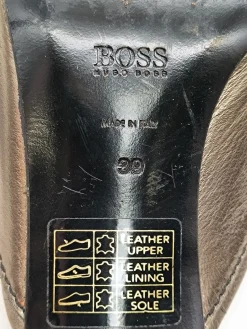 BOSS
HUGO BOSS
MADE IN ITALY
39
LEATHER
UPPER
LEATHER
LINING
LEATHER
SOLE